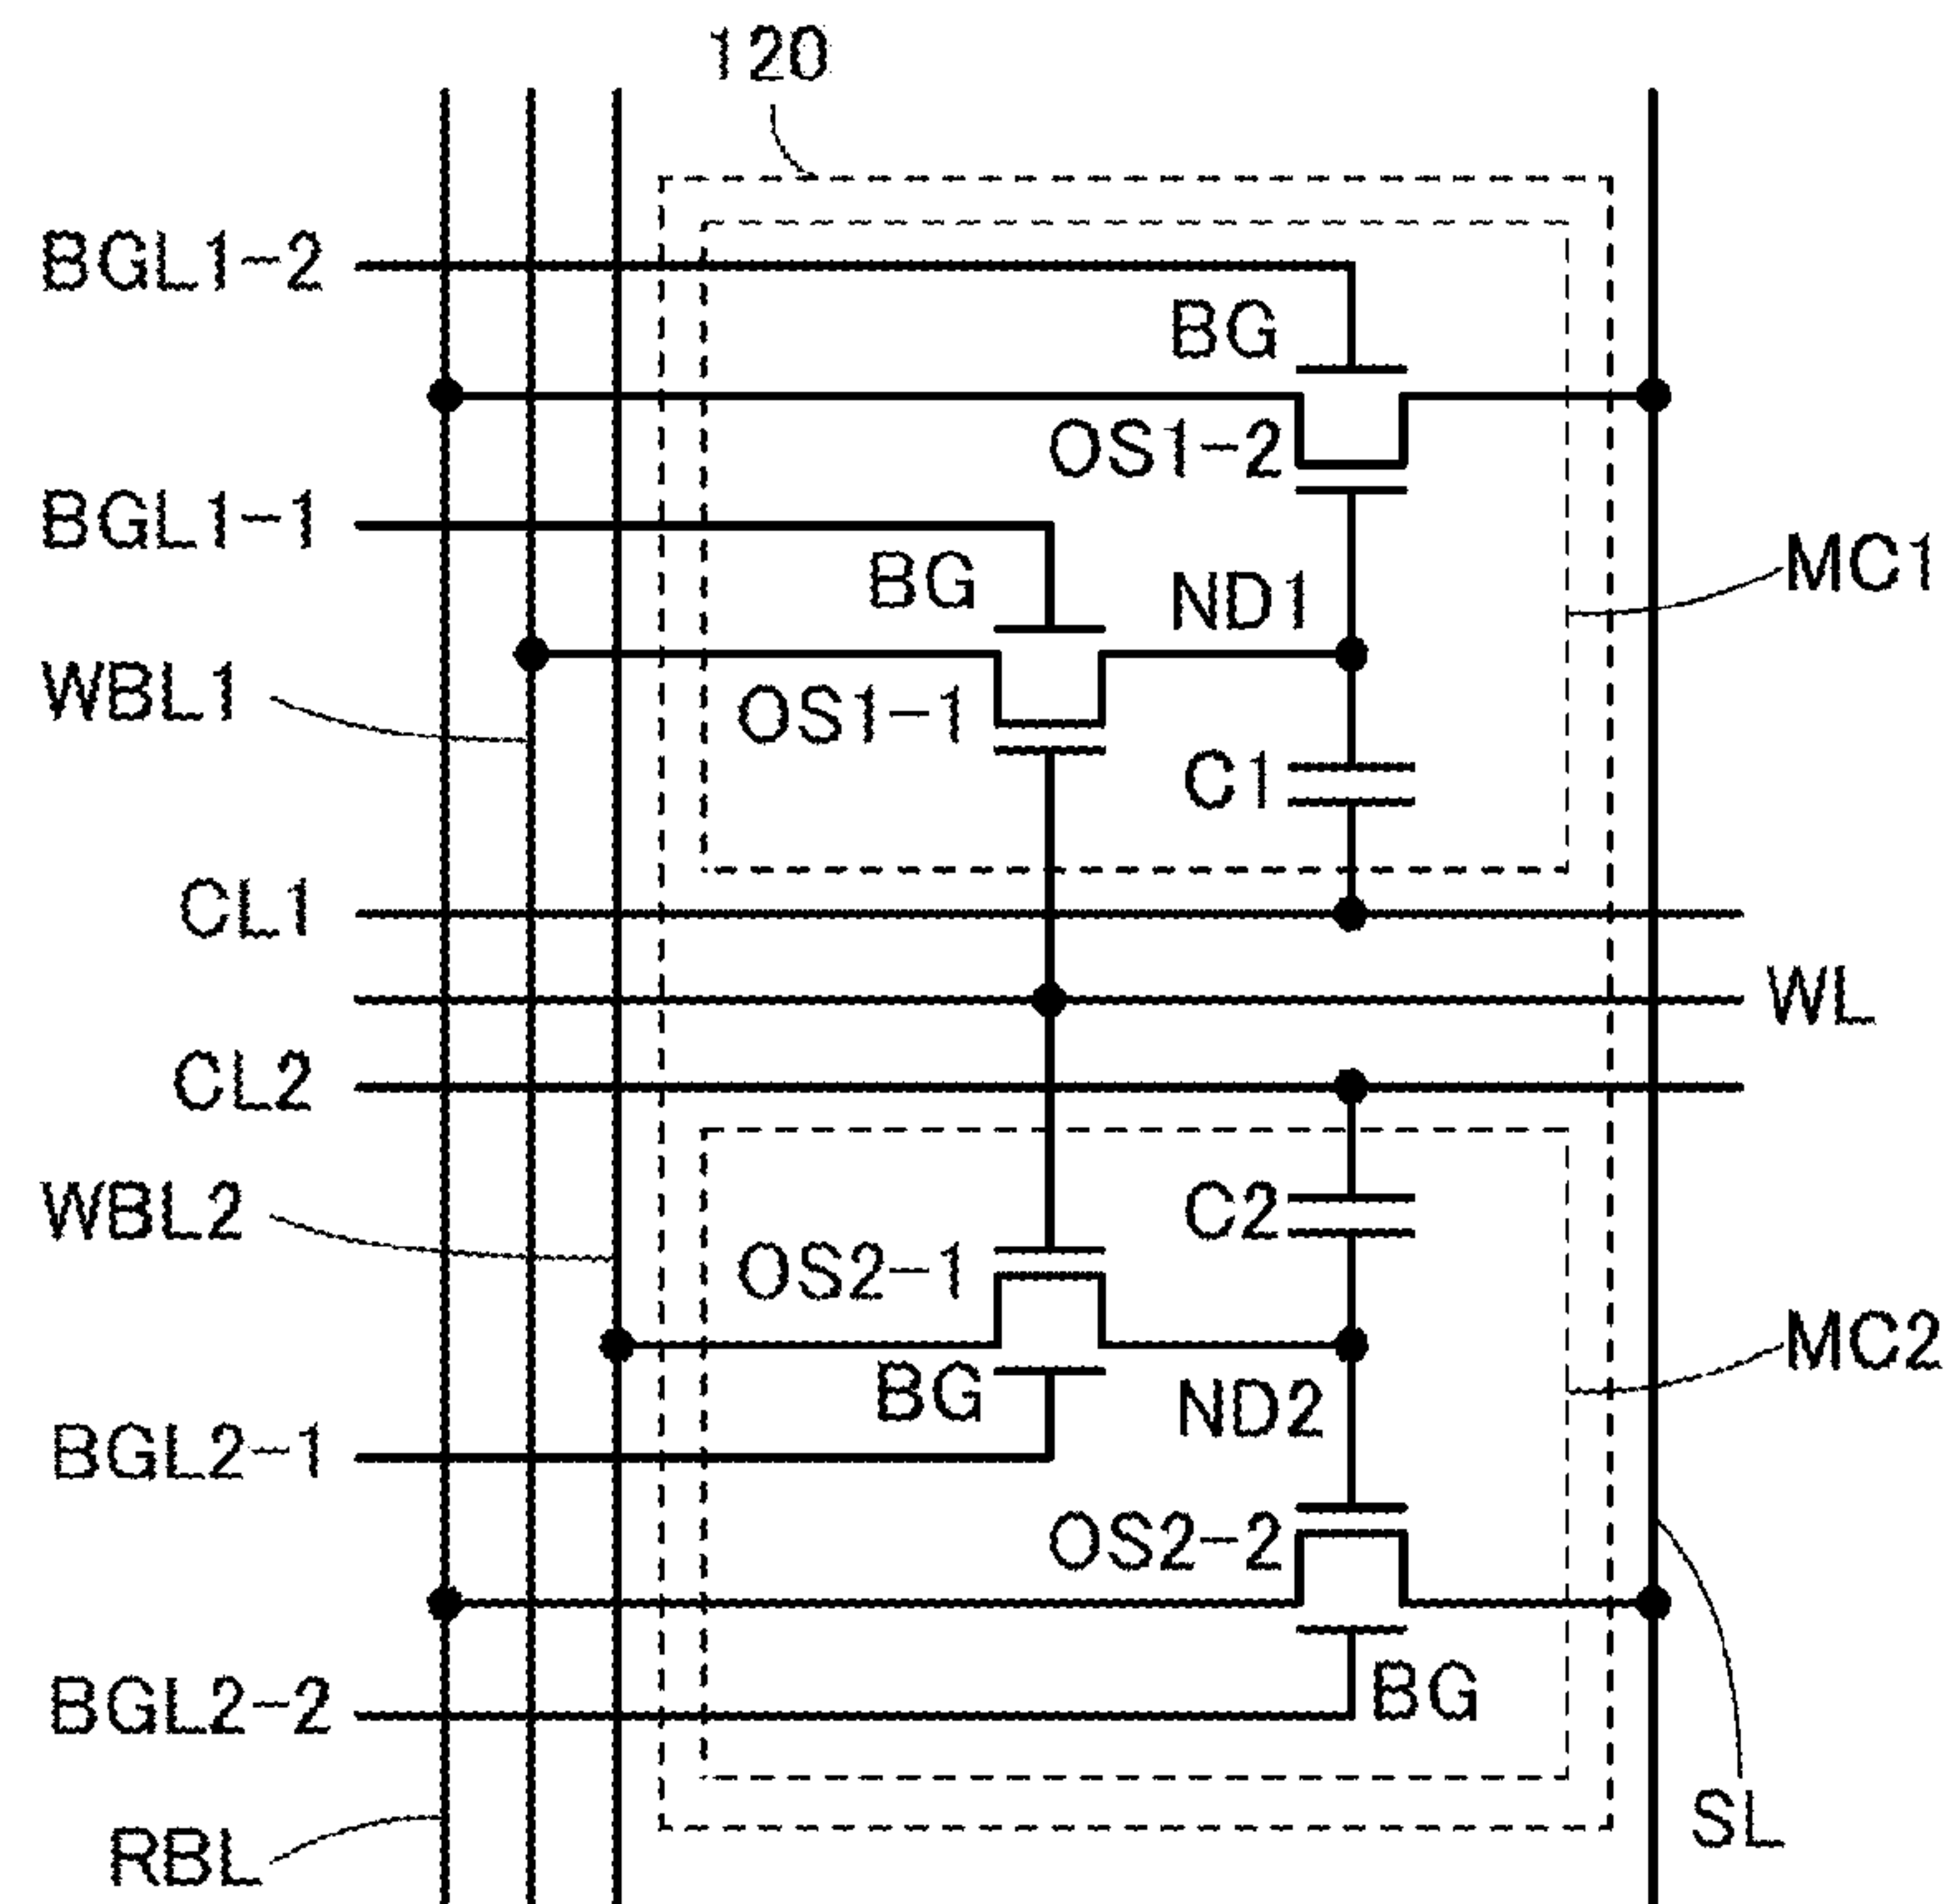 120
BGL1-2
BG
OS1-2
BGL1-1
BG
ND1
MC1
WBL1
OS1-1
C1
CL1
WL
CL2
WBL2
C2
OS2-1
MC2
BG
ND2
BGL2-1
OS2-2
BGL2-2
BG
SL
RBL